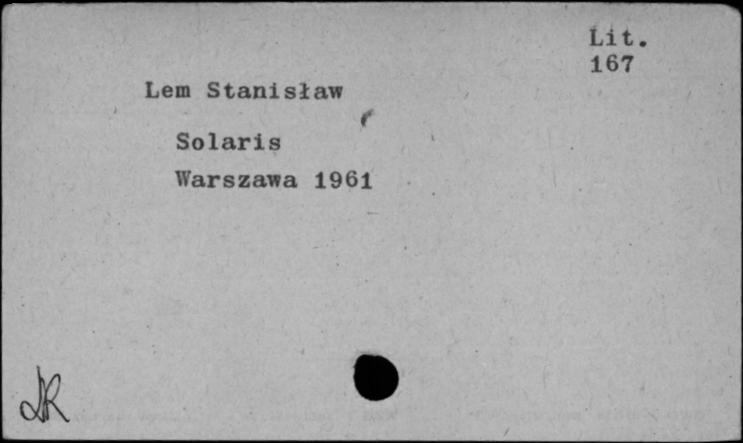 Lit.
167
Lem Stanisław
Solaris
Warszawa 1961